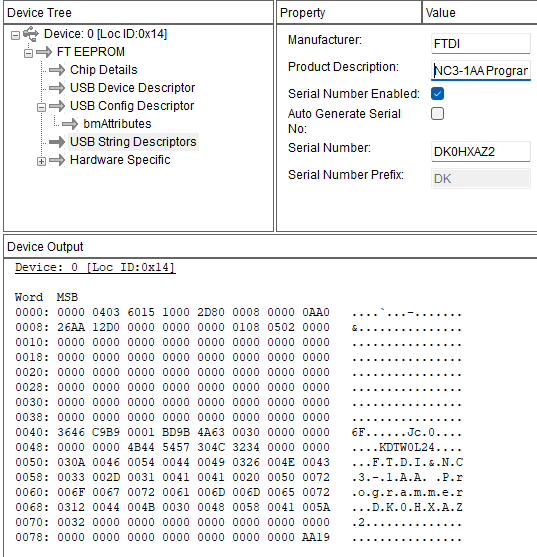 Device Tree
Property
Value
Device: 0 [Loc ID:0x14]
FT EEPROM
Chip Details
USB Device Descriptor
USB Config Descriptor
bmAttributes
USB String Descriptors
Hardware Specific
Manufacturer:
FTDI
Product Description:
NC3-1AA Prograr
Serial Number Enabled:
Auto Generate Serial
No:
Serial Number:
DK0HXAZ2
Serial Number Prefix:
DK
Device Output
Device: 0 [Loc ID:0x14]
Word MSB
0000: 0000 0403 6015 1000 2D80 0008 0000 0AA0 ....`...-.......
0008: 26AA 12D0 0000 0000 0000 0108 0502 0000 &...............
0010: 0000 0000 0000 0000 0000 0000 0000 0000 ................
0018: 0000 0000 0000 0000 0000 0000 0000 0000 ................
0020: 0000 0000 0000 0000 0000 0000 0000 0000 ................
0028: 0000 0000 0000 0000 0000 0000 0000 0000 ................
0030: 0000 0000 0000 0000 0000 0000 0000 0000 ................
0038: 0000 0000 0000 0000 0000 0000 0000 0000 ................
0040: 3646 C9B9 0001 BD9B 4A63 0030 0000 0000 6F......Jc.0....
0048: 0000 0000 4B44 5457 304C 3234 0000 0000 ....KDTW0L24....
0050: 030A 0046 0054 0044 0049 0326 004E 0043 ...F.T.D.I.&.N.C
0058: 0033 002D 0031 0041 0041 0020 0050 0072 .3.-.1.A.A. .P.r
0060: 006F 0067 0072 0061 006D 006D 0065 0072 .o.g.r.a.m.m.e.r
0068: 0312 0044 004B 0030 0048 0058 0041 005A ...D.K.0.H.X.A.Z
0070: 0032 0000 0000 0000 0000 0000 0000 0000 .2..............
0078: 0000 0000 0000 0000 0000 0000 0000 AA19 ................